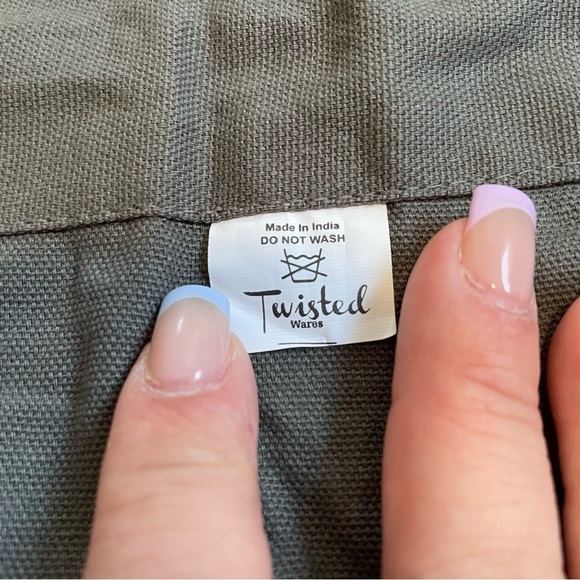 Made In India
DO NOT WASH
Twisted
Wares